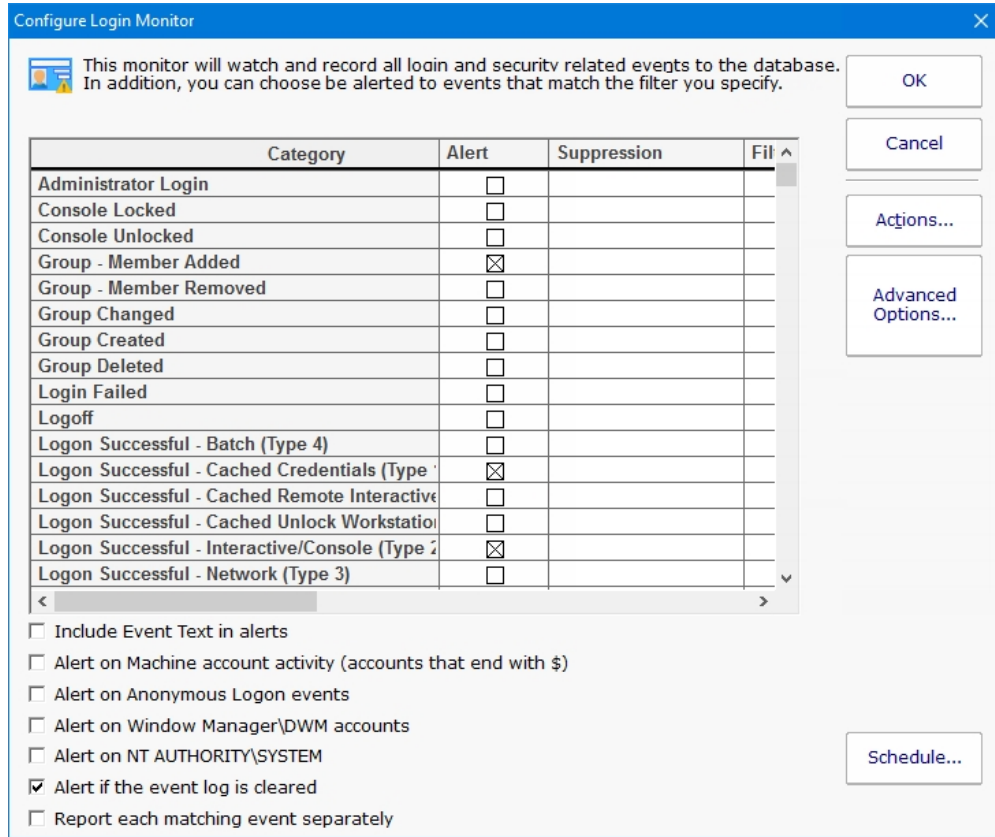 Configure Login Monitor
This monitor will watch and record all login and security related events to the database.
In addition, you can choose be alerted to events that match the filter you specify.
OK
Cancel
Actions...
Advanced
Options...
Category Alert Suppression Fil
Administrator Login
Console Locked
Console Unlocked
Group - Member Added
Group - Member Removed
Group Changed
Group Created
Group Deleted
Login Failed
Logoff
Logon Successful - Batch (Type 4)
Logon Successful - Cached Credentials (Type
Logon Successful - Cached Remote Interactive
Logon Successful - Cached Unlock Workstation
Logon Successful - Interactive/Console (Type 2
Logon Successful - Network (Type 3)
Include Event Text in alerts
Alert on Machine account activity (accounts that end with $)
Alert on Anonymous Logon events
Alert on Window Manager\DWM accounts
Alert on NT AUTHORITY\SYSTEM
Schedule...
Alert if the event log is cleared
Report each matching event separately